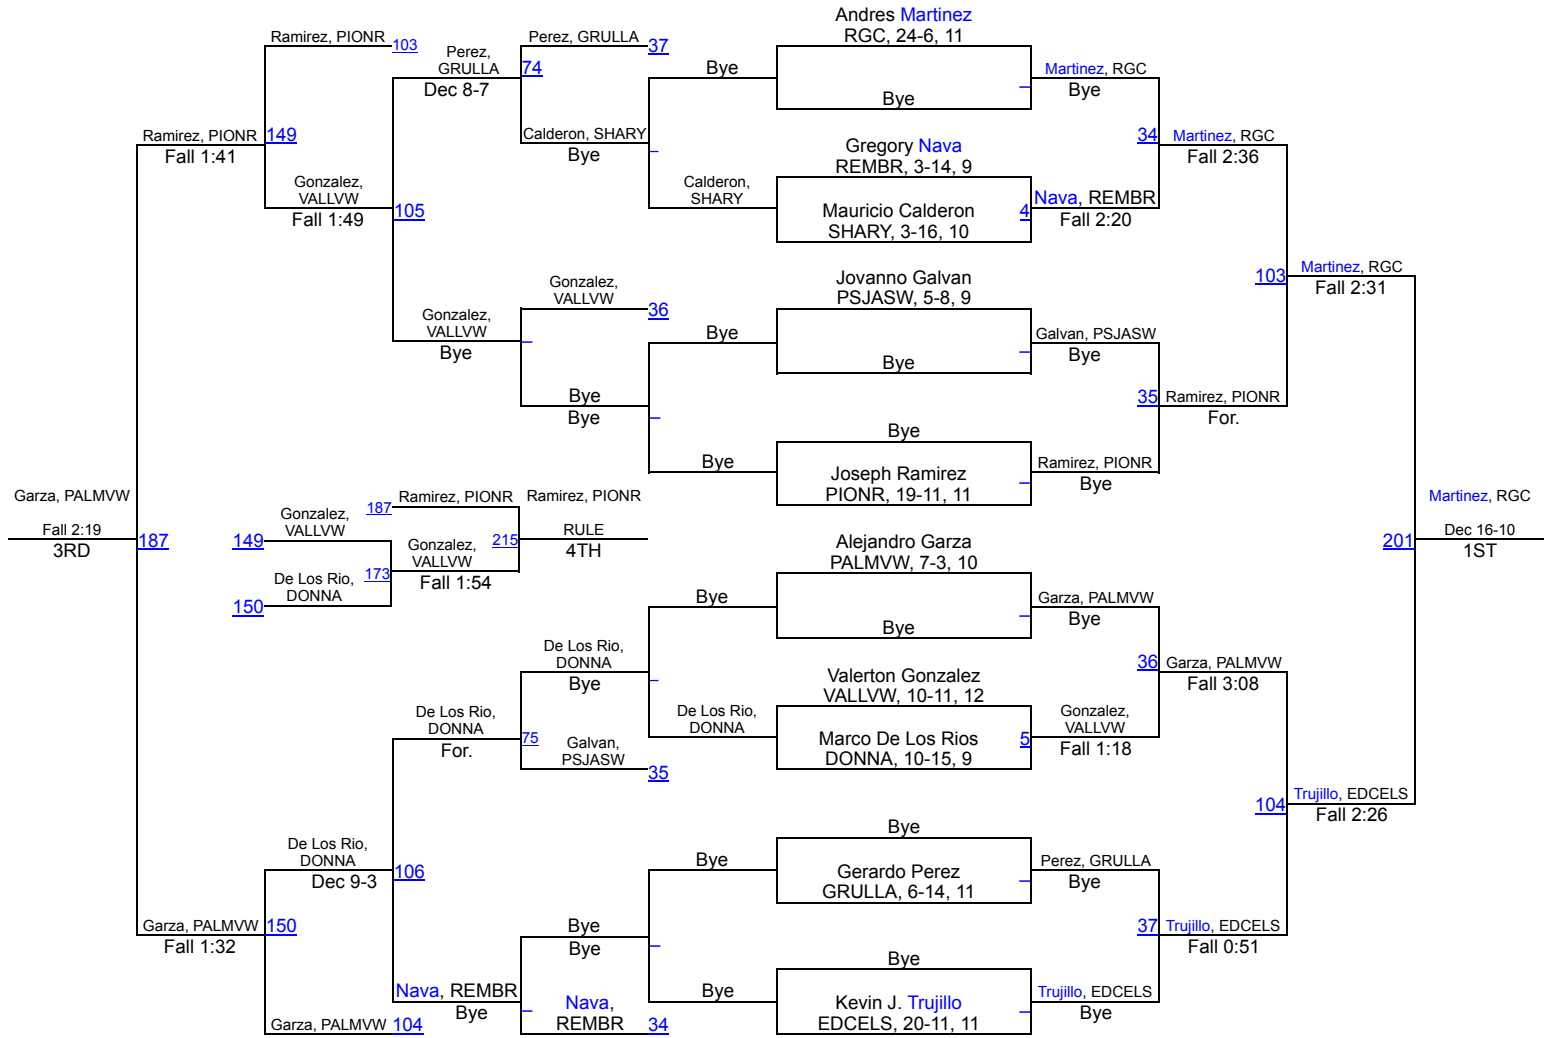 Ramirez, PIONR
103
Ramirez, PIONR
149
Fall 1:41
Gonzalez,
VALLVW
Fall 1:49
105
Perez,
GRULLA
Dec 8-7
74
Perez, GRULLA
37
Calderon, SHARY
Bye
Bye
Calderon,
SHARY
Gonzalez,
VALLVW
Bye
Gonzalez,
VALLVW
36
Bye
Bye
Bye
Bye
Andres Martinez
RGC, 24-6, 11
Bye
Martinez, RGC
Bye
Gregory Nava
REMBR, 3-14, 9
Mauricio Calderon
SHARY, 3-16, 10
4
Nava, REMBR
Fall 2:20
34
Martinez, RGC
Fall 2:36
Jovanno Galvan
PSJASW, 5-8, 9
Bye
Galvan, PSJASW
Bye
Bye
Joseph Ramirez
PIONR, 19-11, 11
Ramirez, PIONR
Bye
35
Ramirez, PIONR
For.
103
Martinez, RGC
Fall 2:31
Garza, PALMVW
Fall 2:19
3RD
187
149
Gonzalez,
VALLVW
150
De Los Rio,
DONNA
173
187
Ramirez, PIONR
Gonzalez,
VALLVW
Fall 1:54
215
Ramirez, PIONR
RULE
4TH
201
Martinez, RGC
Dec 16-10
1ST
Alejandro Garza
PALMVW, 7-3, 10
Bye
Bye
Garza, PALMVW
Bye
Valerton Gonzalez
VALLVW, 10-11, 12
De Los Rio,
DONNA
Marco De Los Rios
DONNA, 10-15, 9
5
Gonzalez,
VALLVW
Fall 1:18
36
Garza, PALMVW
Fall 3:08
De Los Rio,
DONNA
Bye
De Los Rio,
DONNA
For.
75
Galvan,
PSJASW
35
104
Trujillo, EDCELS
Fall 2:26
De Los Rio,
DONNA
Dec 9-3
106
Garza, PALMVW
150
Fall 1:32
Garza, PALMVW
104
Nava, REMBR
Bye
Bye
Bye
Nava,
REMBR
34
Bye
Bye
Bye
Gerardo Perez
GRULLA, 6-14, 11
Perez, GRULLA
Bye
Bye
Kevin J. Trujillo
EDCELS, 20-11, 11
Trujillo, EDCELS
Bye
37
Trujillo, EDCELS
Fall 0:51